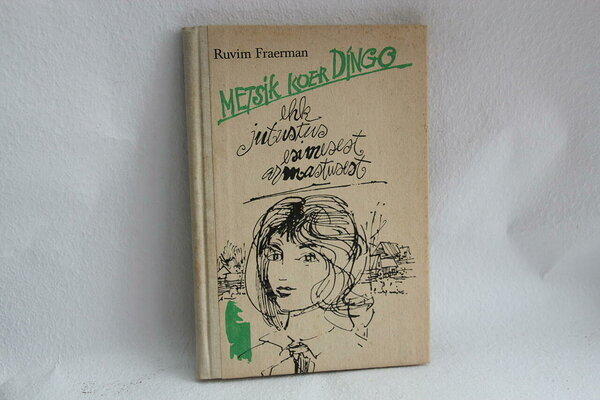 Ruvim Fraerman
METSIK KOER DINGO
ehk
jutustus
esimesest
armastusest